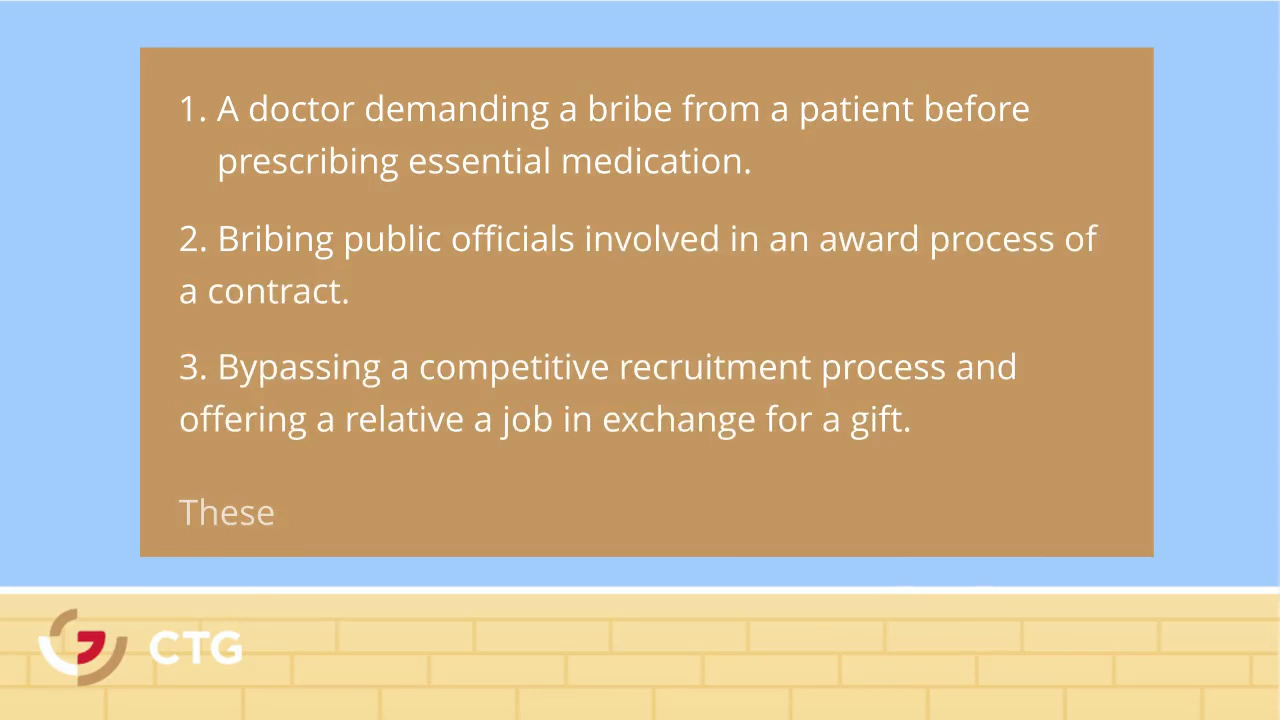 1. A doctor demanding a bribe from a patient before
prescribing essential medication.
2. Bribing public officials involved in an award process of
a contract.
3. Bypassing a competitive recruitment process and
offering a relative a job in exchange for a gift.
These
CTG